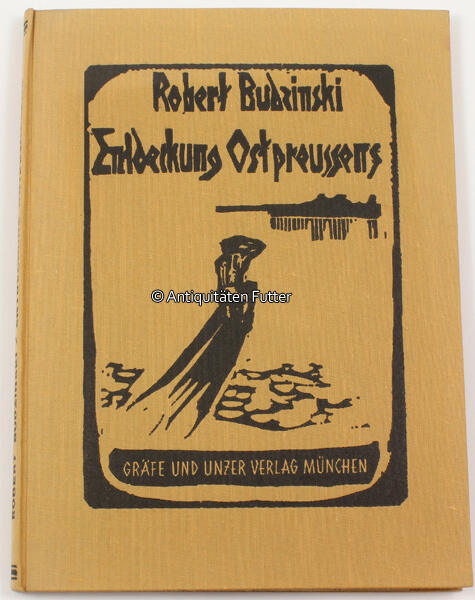 Robert Budzinski
Entdeckung Ostpreussens
© Antiquitäten Futter
GRÄFE UND UNZER VERLAG MÜNCHEN